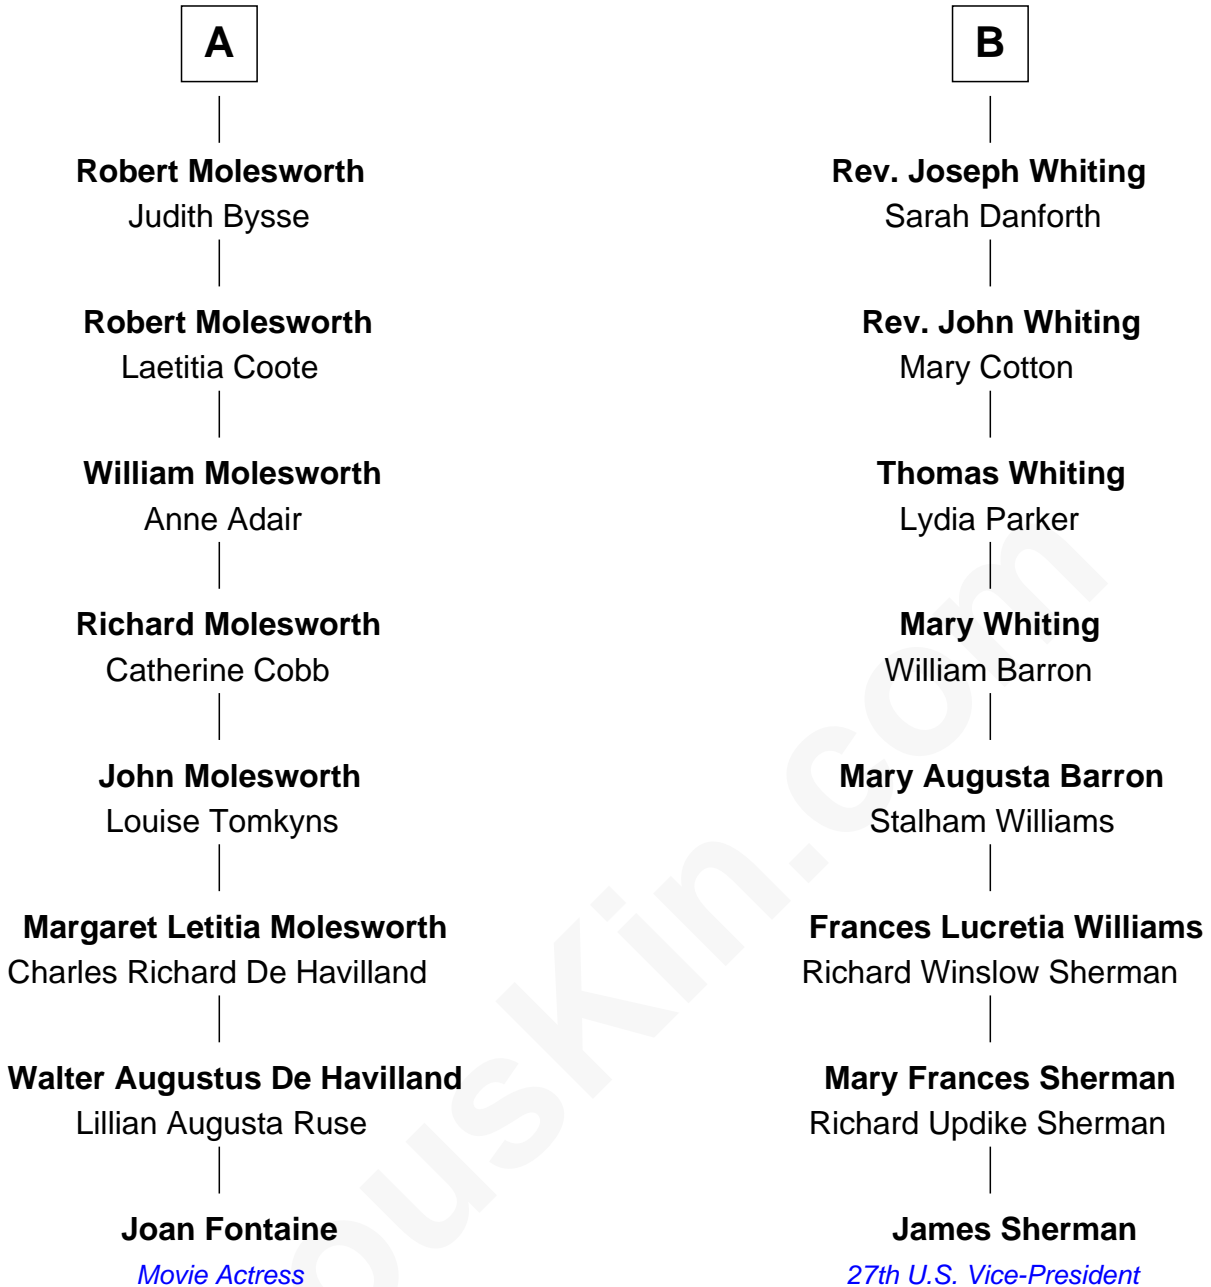 A
Robert Molesworth
Judith Bysse
Robert Molesworth
Laetitia Coote
William Molesworth
Anne Adair
Richard Molesworth
Catherine Cobb
John Molesworth
Louise Tomkyns
Margaret Letitia Molesworth
Charles Richard De Havilland
Walter Augustus De Havilland
Lillian Augusta Ruse
Joan Fontaine
Movie Actress
B
Rev. Joseph Whiting
Sarah Danforth
Rev. John Whiting
Mary Cotton
Thomas Whiting
Lydia Parker
Mary Whiting
William Barron
Mary Augusta Barron
Stalham Williams
Frances Lucretia Williams
Richard Winslow Sherman
Mary Frances Sherman
Richard Updike Sherman
James Sherman
27th U.S. Vice-President
ousKin.com